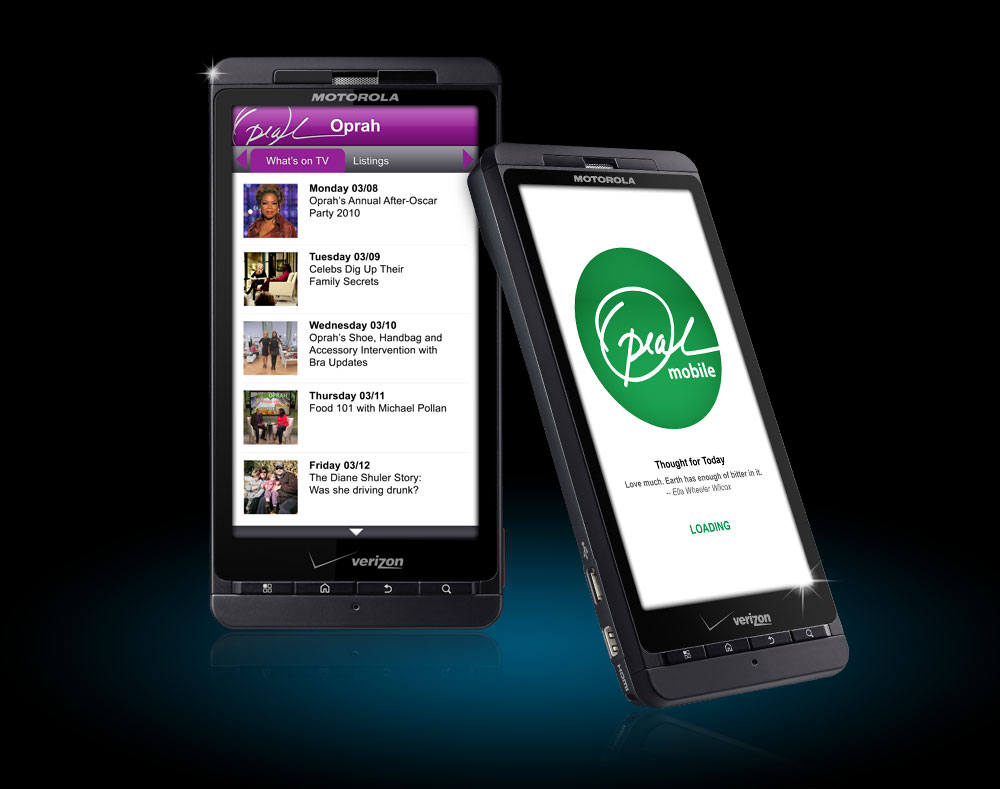 MOTOROLA
Oprah
Oprah
What's on TV
Listings
Monday 03/08
Oprah's Annual After-Oscar
Party 2010
Tuesday 03/09
Celebs Dig Up Their
Family Secrets
Wednesday 03/10
Oprah's Shoe, Handbag and
Accessory Intervention with
Bra Updates
Thursday 03/11
Food 101 with Michael Pollan
Friday 03/12
The Diane Shuler Story:
Was she driving drunk?
verizon
MOTOROLA
Oprah
mobile
Thought for Today
Love much. Earth has enough of bitter in it.
-- Ella Wheeler Wilcox
LOADING
verizon
HDMI